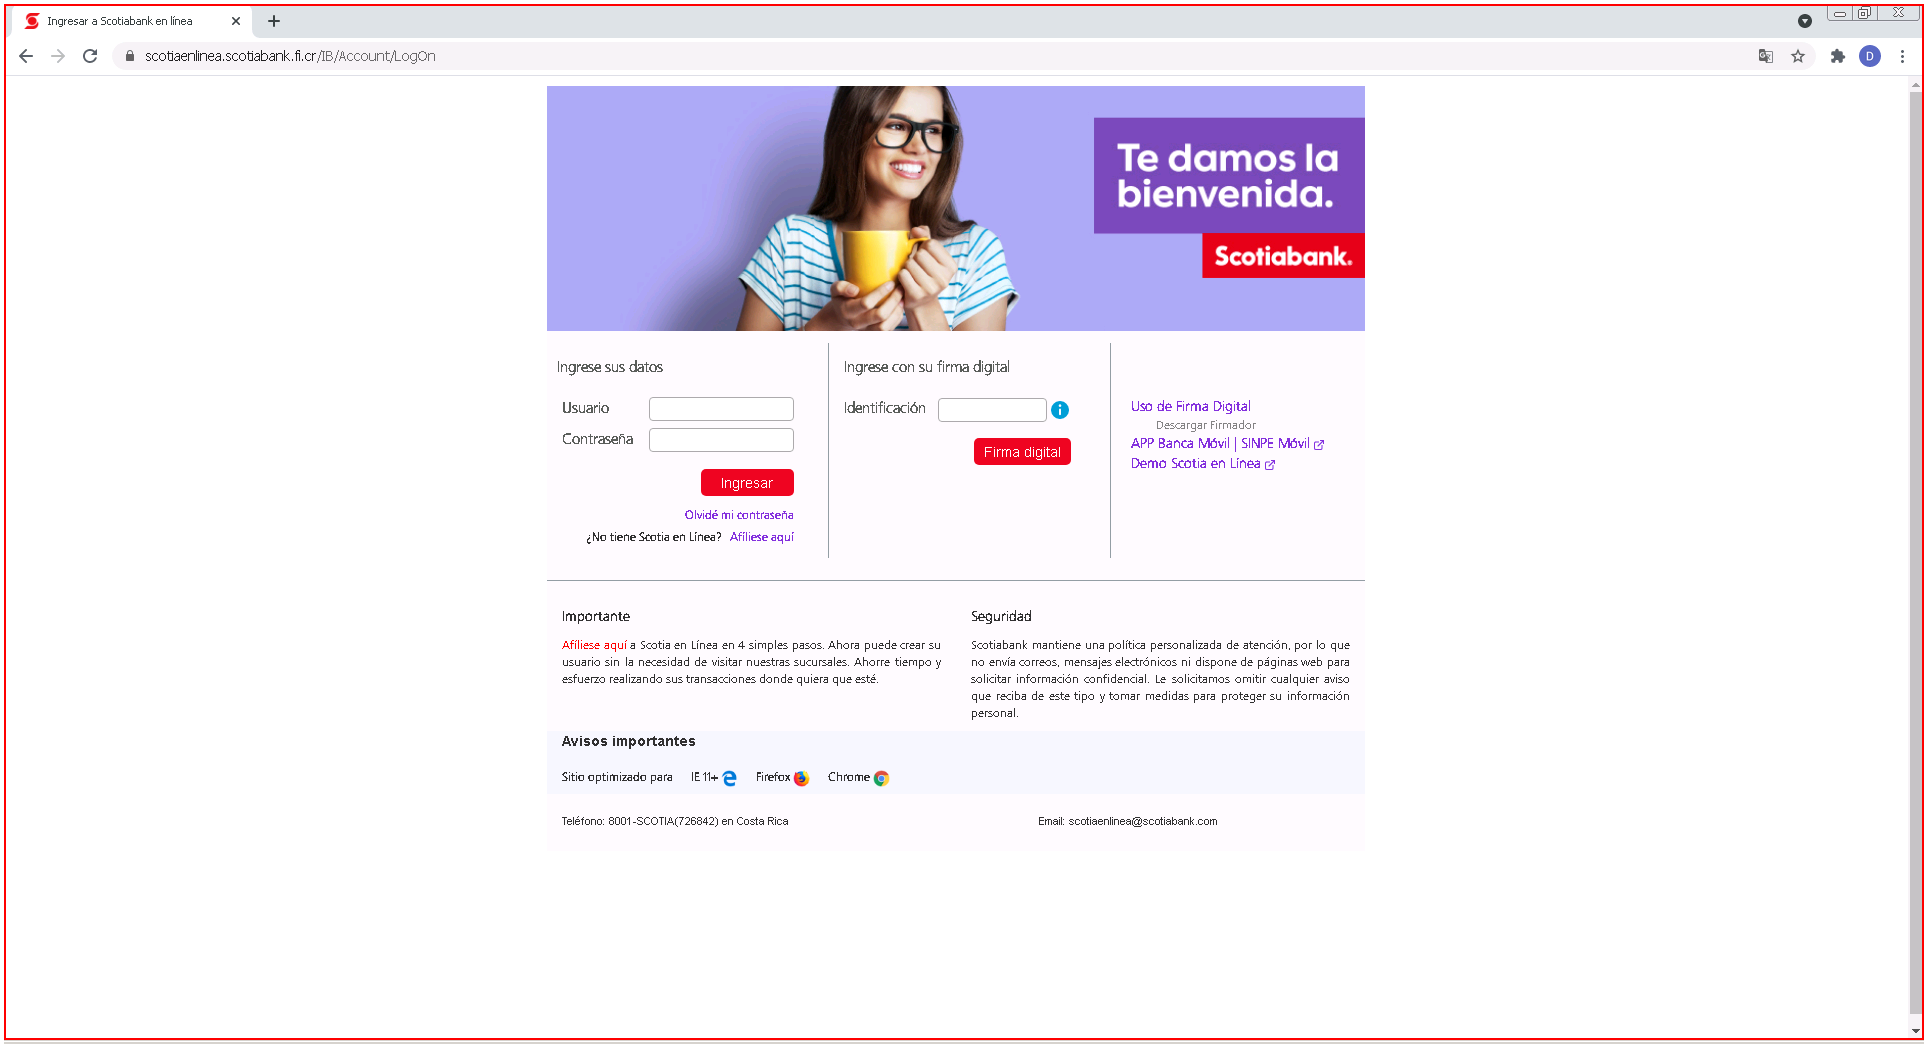 Ingresar a Scotiabank en línea
scotiaenlinea.scotiabank.fi.cr/IB/Account/LogOn
D
Te damos la
bienvenida.
Scotiabank.
Ingrese sus datos
Usuario
Contraseña
Ingresar
Olvidé mi contraseña
¿No tiene Scotia en Línea? Afíliese aquí
Ingrese con su firma digital
Identificación
Firma digital
Uso de Firma Digital
Descargar Firmador
APP Banca Móvil | SINPE Móvil
Demo Scotia en Línea
Importante
Afíliese aquí a Scotia en Línea en 4 simples pasos. Ahora puede crear su
usuario sin la necesidad de visitar nuestras sucursales. Ahorre tiempo y
esfuerzo realizando sus transacciones donde quiera que esté.
Seguridad
Scotiabank mantiene una política personalizada de atención, por lo que
no envía correos, mensajes electrónicos ni dispone de páginas web para
solicitar información confidencial. Le solicitamos omitir cualquier aviso
que reciba de este tipo y tomar medidas para proteger su información
personal.
Avisos importantes
Sitio optimizado para IE 11+ Firefox Chrome
Teléfono: 8001-SCOTIA(726842) en Costa Rica
Email: scotiaenlinea@scotiabank.com